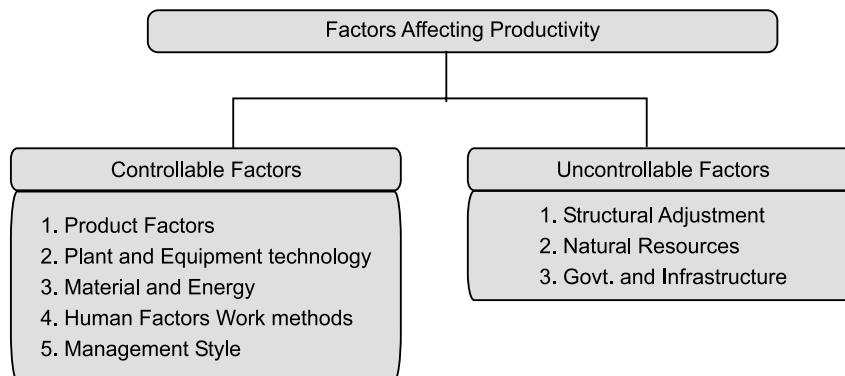 Factors Affecting Productivity
Controllable Factors
1. Product Factors
2. Plant and Equipment technology
3. Material and Energy
4. Human Factors Work methods
5. Management Style
Uncontrollable Factors
1. Structural Adjustment
2. Natural Resources
3. Govt. and Infrastructure